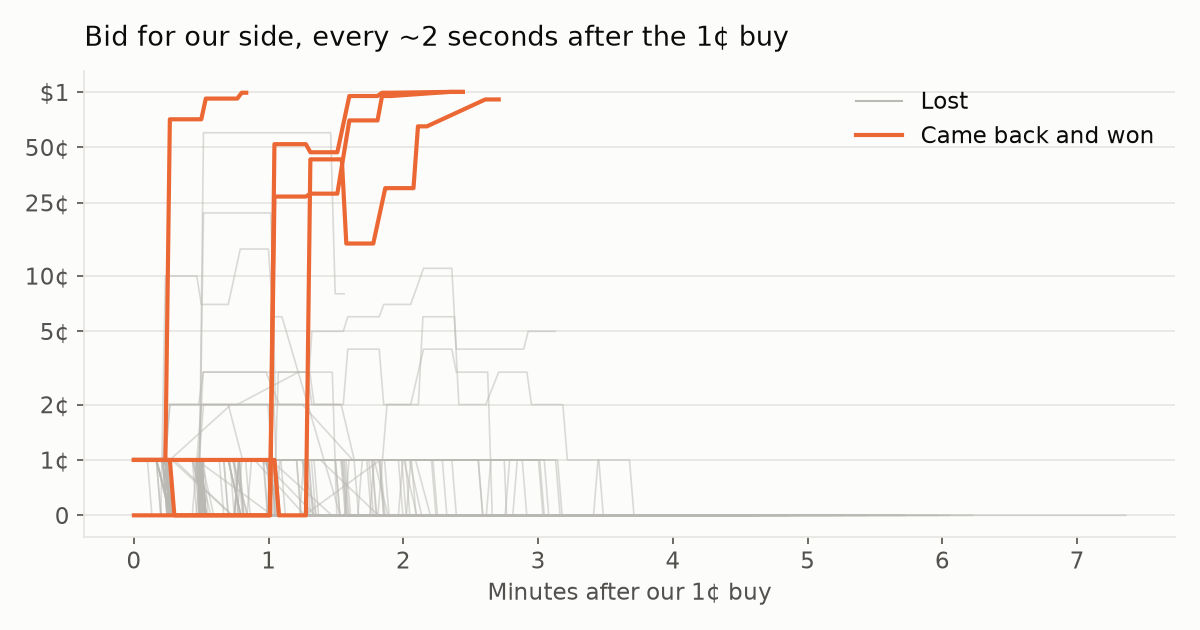 Bid for our side, every ~2 seconds after the 1¢ buy
$1
50¢
25¢
10¢
5¢
2¢
1¢
0
Lost
Came back and won
0 1 2 3 4 5 6 7
Minutes after our 1¢ buy